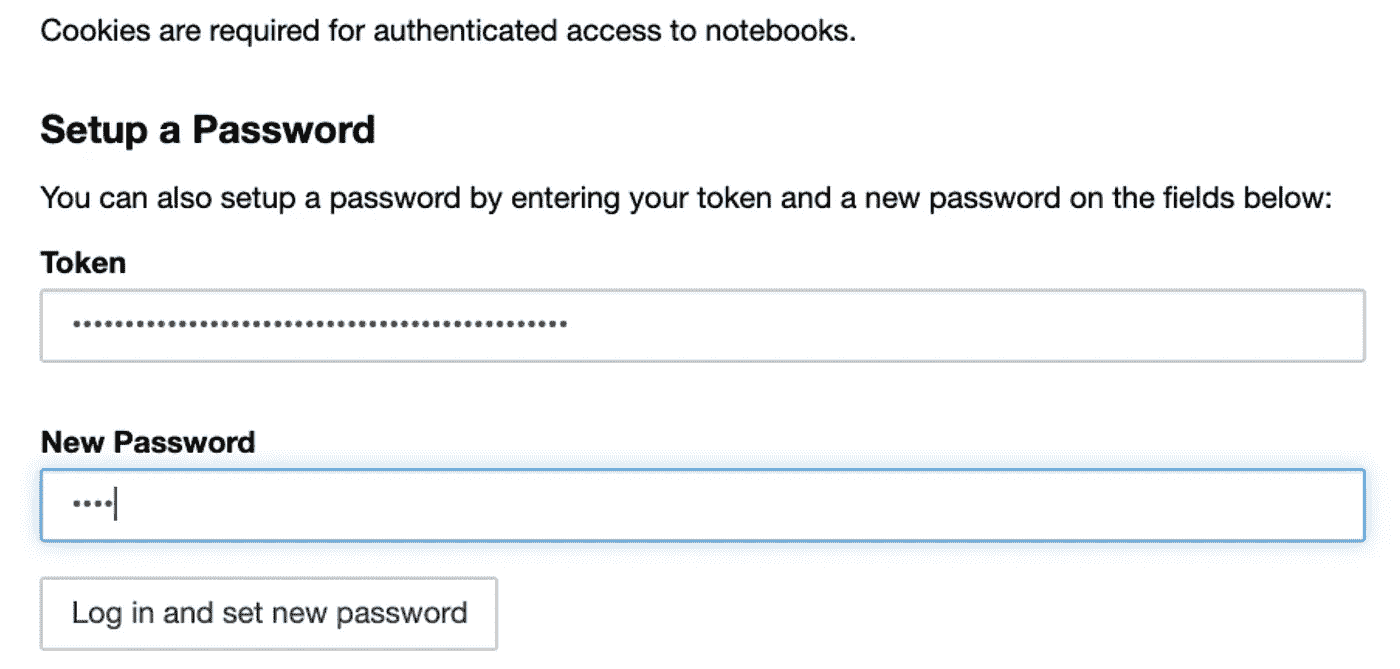 Cookies are required for authenticated access to notebooks.
Setup a Password
You can also setup a password by entering your token and a new password on the fields below:
Token
New Password
Log in and set new password